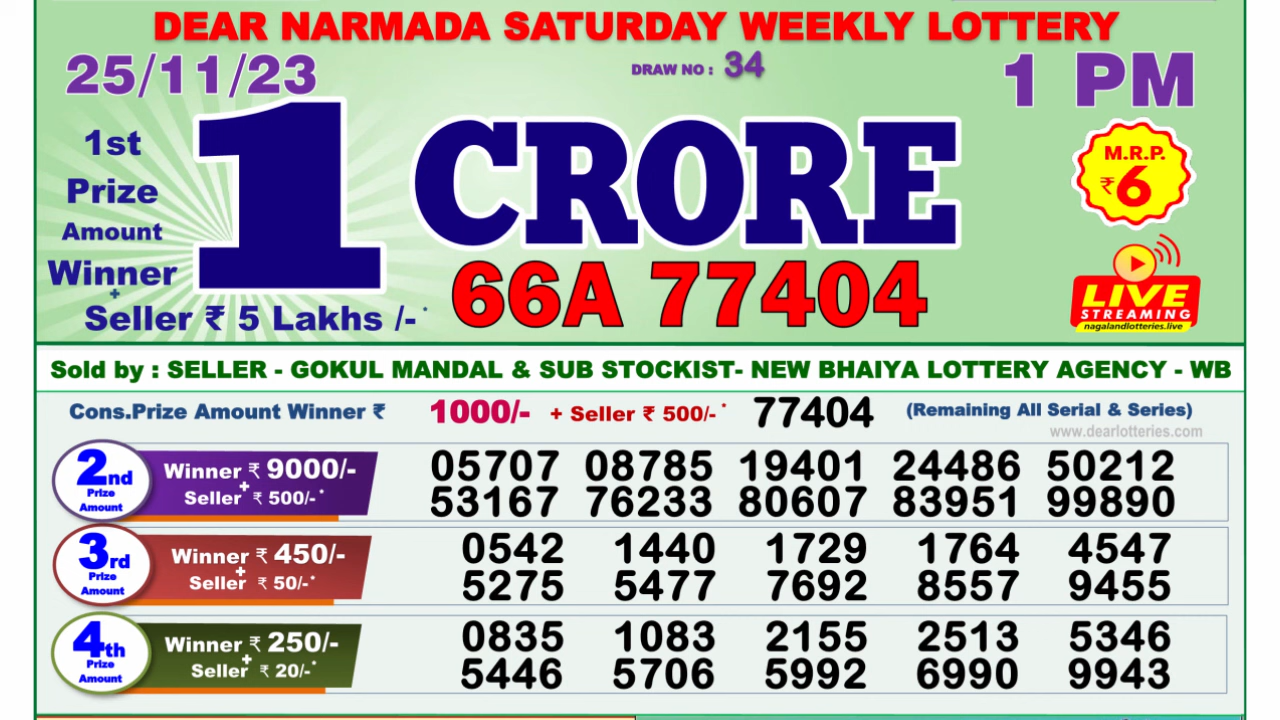 DEAR NARMADA SATURDAY WEEKLY LOTTERY
25/11/23 DRAW NO : 34 1 PM
1st Prize Amount Winner 1 CRORE
M.R.P. ₹6
66A 77404
+ Seller ₹ 5 Lakhs /- *
LIVE
STREAMING
nagalandlotteries.live
Sold by : SELLER - GOKUL MANDAL & SUB STOCKIST- NEW BHAIYA LOTTERY AGENCY - WB
Cons.Prize Amount Winner ₹ 1000/- + Seller ₹ 500/- * 77404 (Remaining All Serial & Series)
www.dearlotteries.com
2nd Prize Amount Winner ₹ 9000/- + Seller ₹ 500/- *
05707 08785 19401 24486 50212
53167 76233 80607 83951 99890
3rd Prize Amount Winner ₹ 450/- + Seller ₹ 50/- *
0542 1440 1729 1764 4547
5275 5477 7692 8557 9455
4th Prize Amount Winner ₹ 250/- + Seller ₹ 20/- *
0835 1083 2155 2513 5346
5446 5706 5992 6990 9943